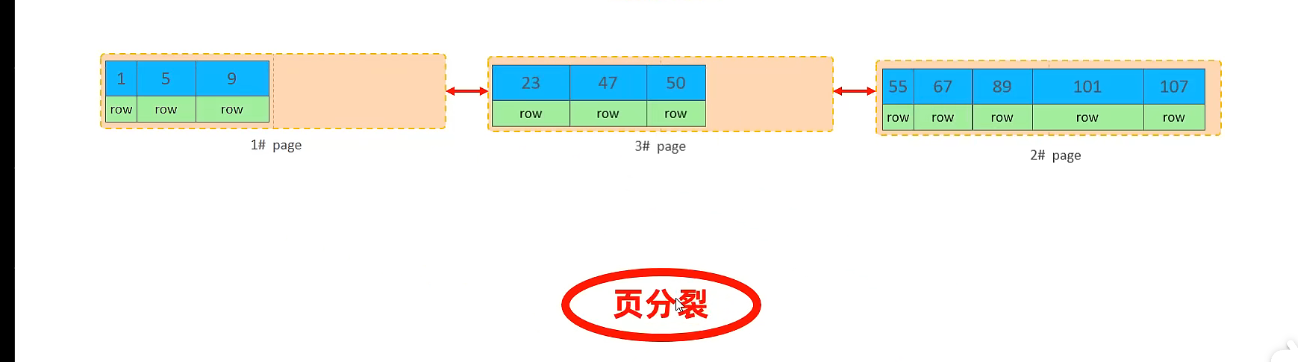 1 5 9
row row row
1# page
23 47 50
row row row
3# page
55 67 89 101 107
row row row row row
2# page
页分裂